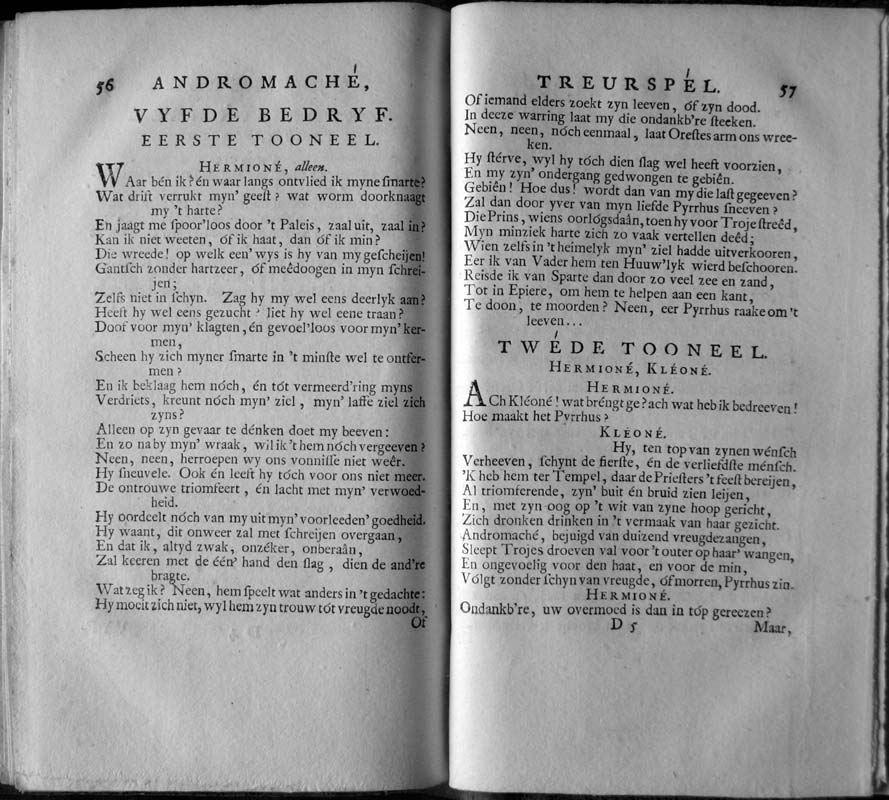 56 ANDROMACHÉ,
VYFDE BEDRYF.
EERSTE TOONEEL.
HERMIONÉ, alleen.
WAar bén ik? én waar langs ontvlied ik myne ſmarte?
Wat drift verrukt myn' geeſt? wat worm doorknaagt
my 't harte?
En jaagt me ſpoor'loos door 't Paleis, zaal uit, zaal in?
Kan ik niet weeten, óf ik haat, dan óf ik min?
Die wreede! op welk een' wys is hy van my geſcheijen!
Gantſch zonder hartzeer, óf meêdoogen in myn ſchrei-
jen;
Zelfs niet in ſchyn. Zag hy my wel eens deerlyk aan?
Heeft hy wel eens gezucht? liet hy wel eene traan?
Doof voor myn' klagten, én gevoel'loos voor myn' ker-
men,
Scheen hy zich myner ſmarte in 't minſte wel te ontfer-
men?
En ik beklaag hem nóch, én tót vermeerd'ring myns
Verdriets, kreunt nóch myn' ziel, myn' laffe ziel zich
zyns?
Alleen op zyn gevaar te dénken doet my beeven:
En zo naby myn' wraak, wil ik 't hem nóch vergeeven?
Neen, neen, herroepen wy ons vonniſſe niet weêr.
Hy ſneuvele. Ook én leeft hy tóch voor ons niet meer.
De ontrouwe triomfeert, én lacht met myn' verwoed-
heid.
Hy oordeelt nóch van my uit myn' voorleeden' goedheid.
Hy waant, dit onweer zal met ſchreijen overgaan,
En dat ik, altyd zwak, onzéker, onberaân,
Zal keeren met de één' hand den ſlag, dien de and're
bragte.
Wat zeg ik? Neen, hem ſpeelt wat anders in 't gedachte:
Hy moeit zich niet, wyl hem zyn trouw tót vreugde noodt,
Of
TREURSPÉL. 57
Of iemand elders zoekt zyn leeven, óf zyn dood.
In deeze warring laat my die ondankb're ſteeken.
Neen, neen, nóch eenmaal, laat Oreſtes arm ons wree-
ken.
Hy ſtérve, wyl hy tóch dien ſlag wel heeft voorzien,
En my zyn' ondergang gedwongen te gebiên.
Gebiên! Hoe dus! wordt dan van my die laſt gegeeven?
Zal dan door yver van myn liefde Pyrrhus ſneeven?
Die Prins, wiens oorlógsdaân, toen hy voor Troje ſtreêd,
Myn minziek harte zich zo vaak vertellen deêd;
Wien zelfs in 't heimelyk myn' ziel hadde uitverkooren,
Eer ik van Vader hem ten Huuw'lyk wierd beſchooren.
Reisde ik van Sparte dan door zo veel zee en zand,
Tot in Epiere, om hem te helpen aan een kant,
Te doon, te moorden? Neen, eer Pyrrhus raake om 't
leeven...
TWÉDE TOONEEL.
HERMIONÉ, KLÉONÉ.
HERMIONÉ.
ACh Kléoné! wat bréngt ge? ach wat heb ik bedreeven!
Hoe maakt het Pyrrhus?
KLÉONÉ.
Hy, ten top van zynen wénſch
Verheeven, ſchynt de fierſte, én de verliefdſte ménſch.
'K heb hem ter Tempel, daar de Prieſters 't feeſt bereijen,
Al triomferende, zyn' buit én bruid zien leijen,
En, met zyn oog op 't wit van zyne hoop gericht,
Zich dronken drinken in 't vermaak van haar gezicht.
Andromaché, bejuigd van duizend vreugdezangen,
Sleept Trojes droeven val voor 't outer op haar' wangen,
En ongevoelig voor den haat, en voor de min,
Vólgt zonder ſchyn van vreugde, óf morren, Pyrrhus zin.
HERMIONÉ.
Ondankb're, uw overmoed is dan in tóp gereezen?
D 5 Maar,